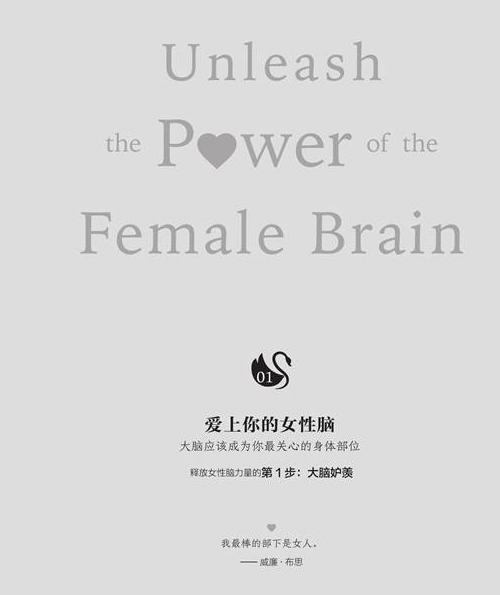 Unleash
the Power of the
Female Brain
01
爱上你的女性脑
大脑应该成为你最关心的身体部位
释放女性脑力量的第1步：大脑妒羡
我最棒的部下是女人。
——威廉·布思